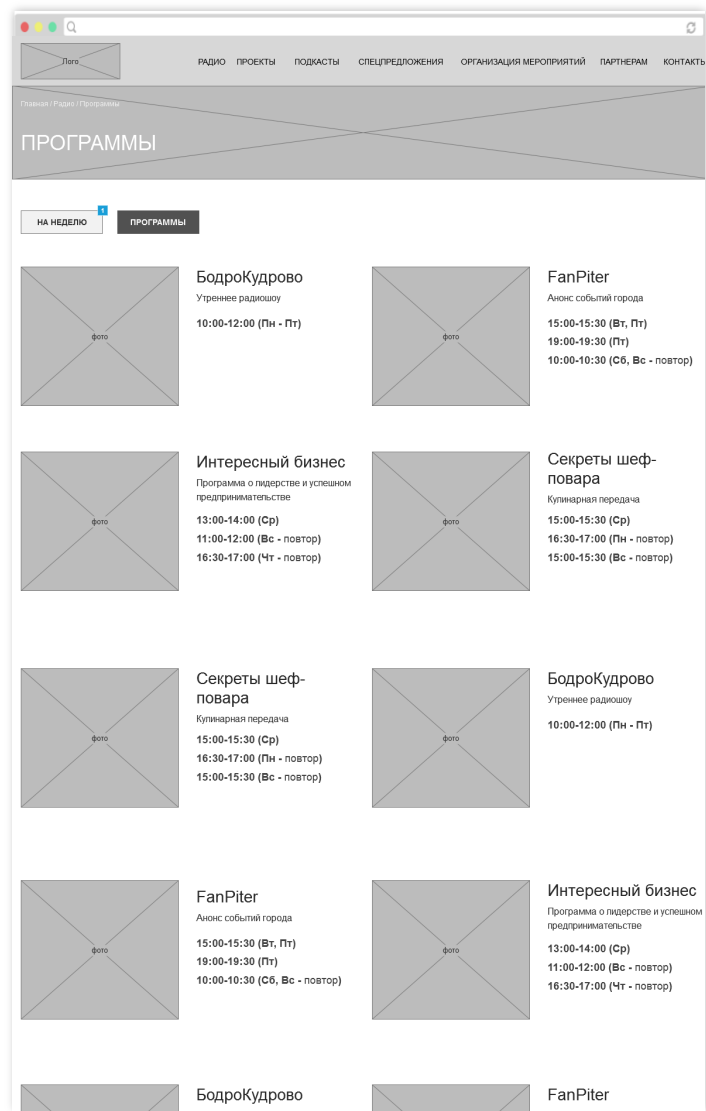 Лого
РАДИО ПРОЕКТЫ ПОДКАСТЫ СПЕЦПРЕДЛОЖЕНИЯ ОРГАНИЗАЦИЯ МЕРОПРИЯТИЙ ПАРТНЕРАМ КОНТАКТЬ
Главная / Радио / Программы
ПРОГРАММЫ
НА НЕДЕЛЮ 1 ПРОГРАММЫ
фото
БодроКудрово
Утреннее радиошоу
10:00-12:00 (Пн - Пт)
фото
FanPiter
Анонс событий города
15:00-15:30 (Вт, Пт)
19:00-19:30 (Пт)
10:00-10:30 (Сб, Вс - повтор)
фото
Интересный бизнес
Программа о лидерстве и успешном
предпринимательстве
13:00-14:00 (Ср)
11:00-12:00 (Вс - повтор)
16:30-17:00 (Чт - повтор)
фото
Секреты шеф-
повара
Кулинарная передача
15:00-15:30 (Ср)
16:30-17:00 (Пн - повтор)
15:00-15:30 (Вс - повтор)
фото
Секреты шеф-
повара
Кулинарная передача
15:00-15:30 (Ср)
16:30-17:00 (Пн - повтор)
15:00-15:30 (Вс - повтор)
фото
БодроКудрово
Утреннее радиошоу
10:00-12:00 (Пн - Пт)
фото
FanPiter
Анонс событий города
15:00-15:30 (Вт, Пт)
19:00-19:30 (Пт)
10:00-10:30 (Сб, Вс - повтор)
фото
Интересный бизнес
Программа о лидерстве и успешном
предпринимательстве
13:00-14:00 (Ср)
11:00-12:00 (Вс - повтор)
16:30-17:00 (Чт - повтор)
БодроКудрово
FanPiter